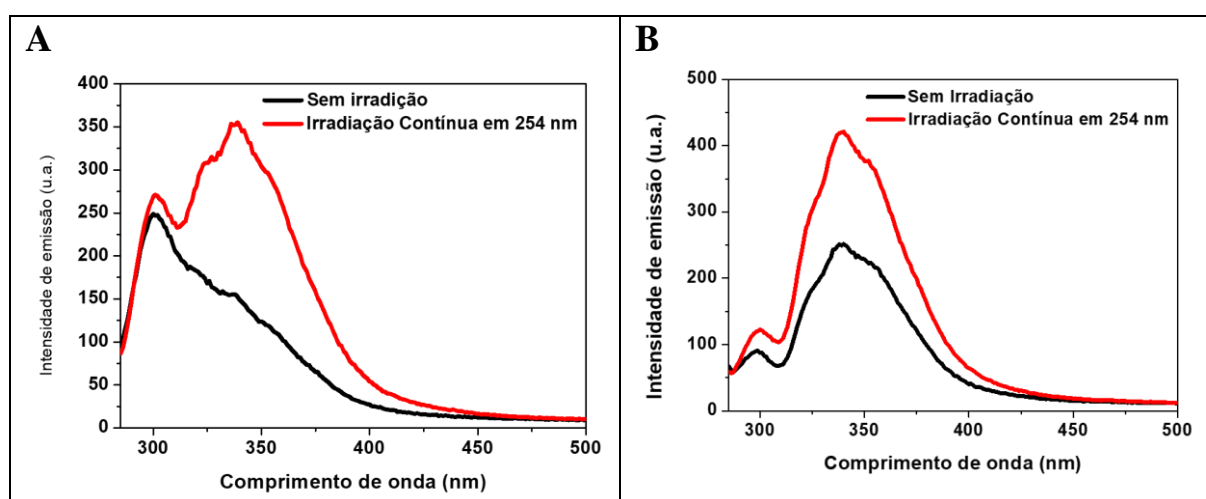 A
400
350
300
250
200
150
100
50
0
Intensidade de emissão (u.a.)
Sem irradição
Irradiação Contínua em 254 nm
300
350
400
450
500
Comprimento de onda (nm)
B
500
400
300
200
100
0
Intensidade de emissão (u.a.)
Sem Irradiação
Irradiação Contínua em 254 nm
300
350
400
450
500
Comprimento de onda (nm)